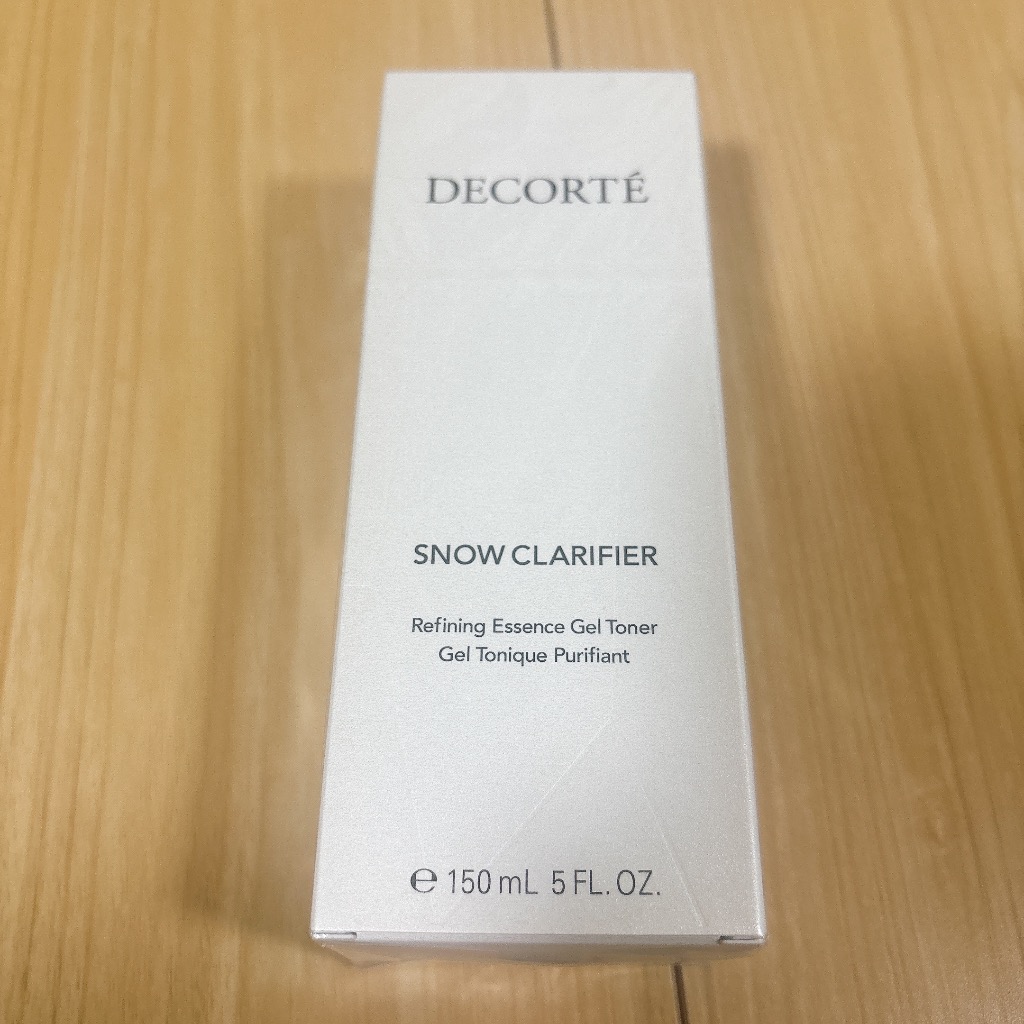 DECORTÉ
SNOW CLARIFIER
Refining Essence Gel Toner
Gel Tonique Purifiant
℮ 150 mL 5 FL. OZ.